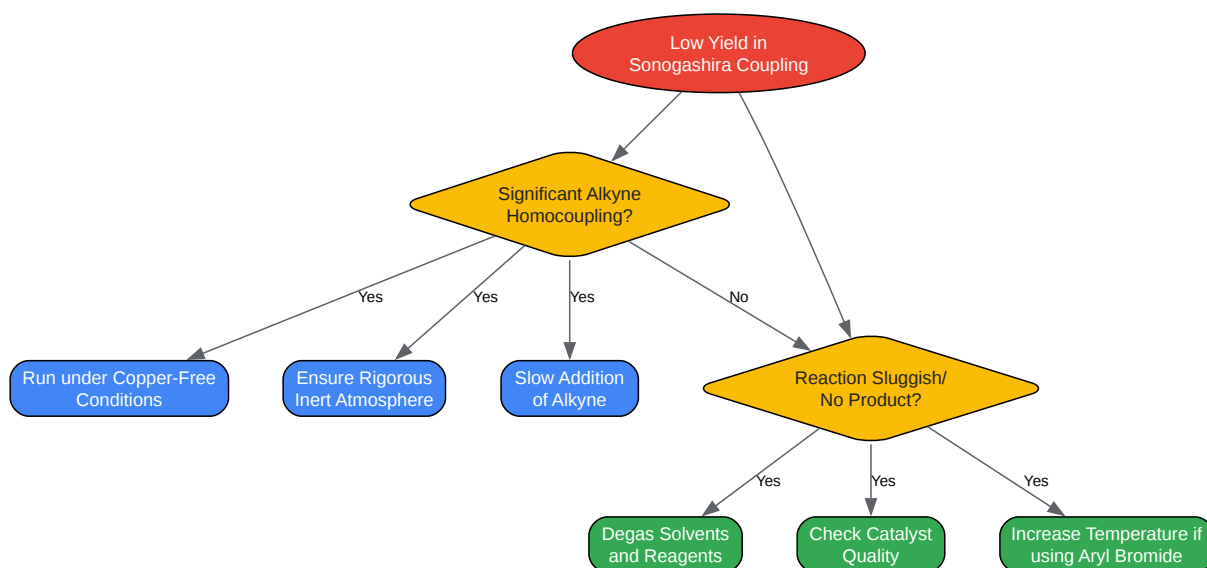 Low Yield in
Sonogashira Coupling
Significant Alkyne
Homocoupling?
Yes
Yes
Yes
No
Run under Copper-Free
Conditions
Ensure Rigorous
Inert Atmosphere
Slow Addition
of Alkyne
Reaction Sluggish/
No Product?
Yes
Yes
Yes
Degas Solvents
and Reagents
Check Catalyst
Quality
Increase Temperature if
using Aryl Bromide